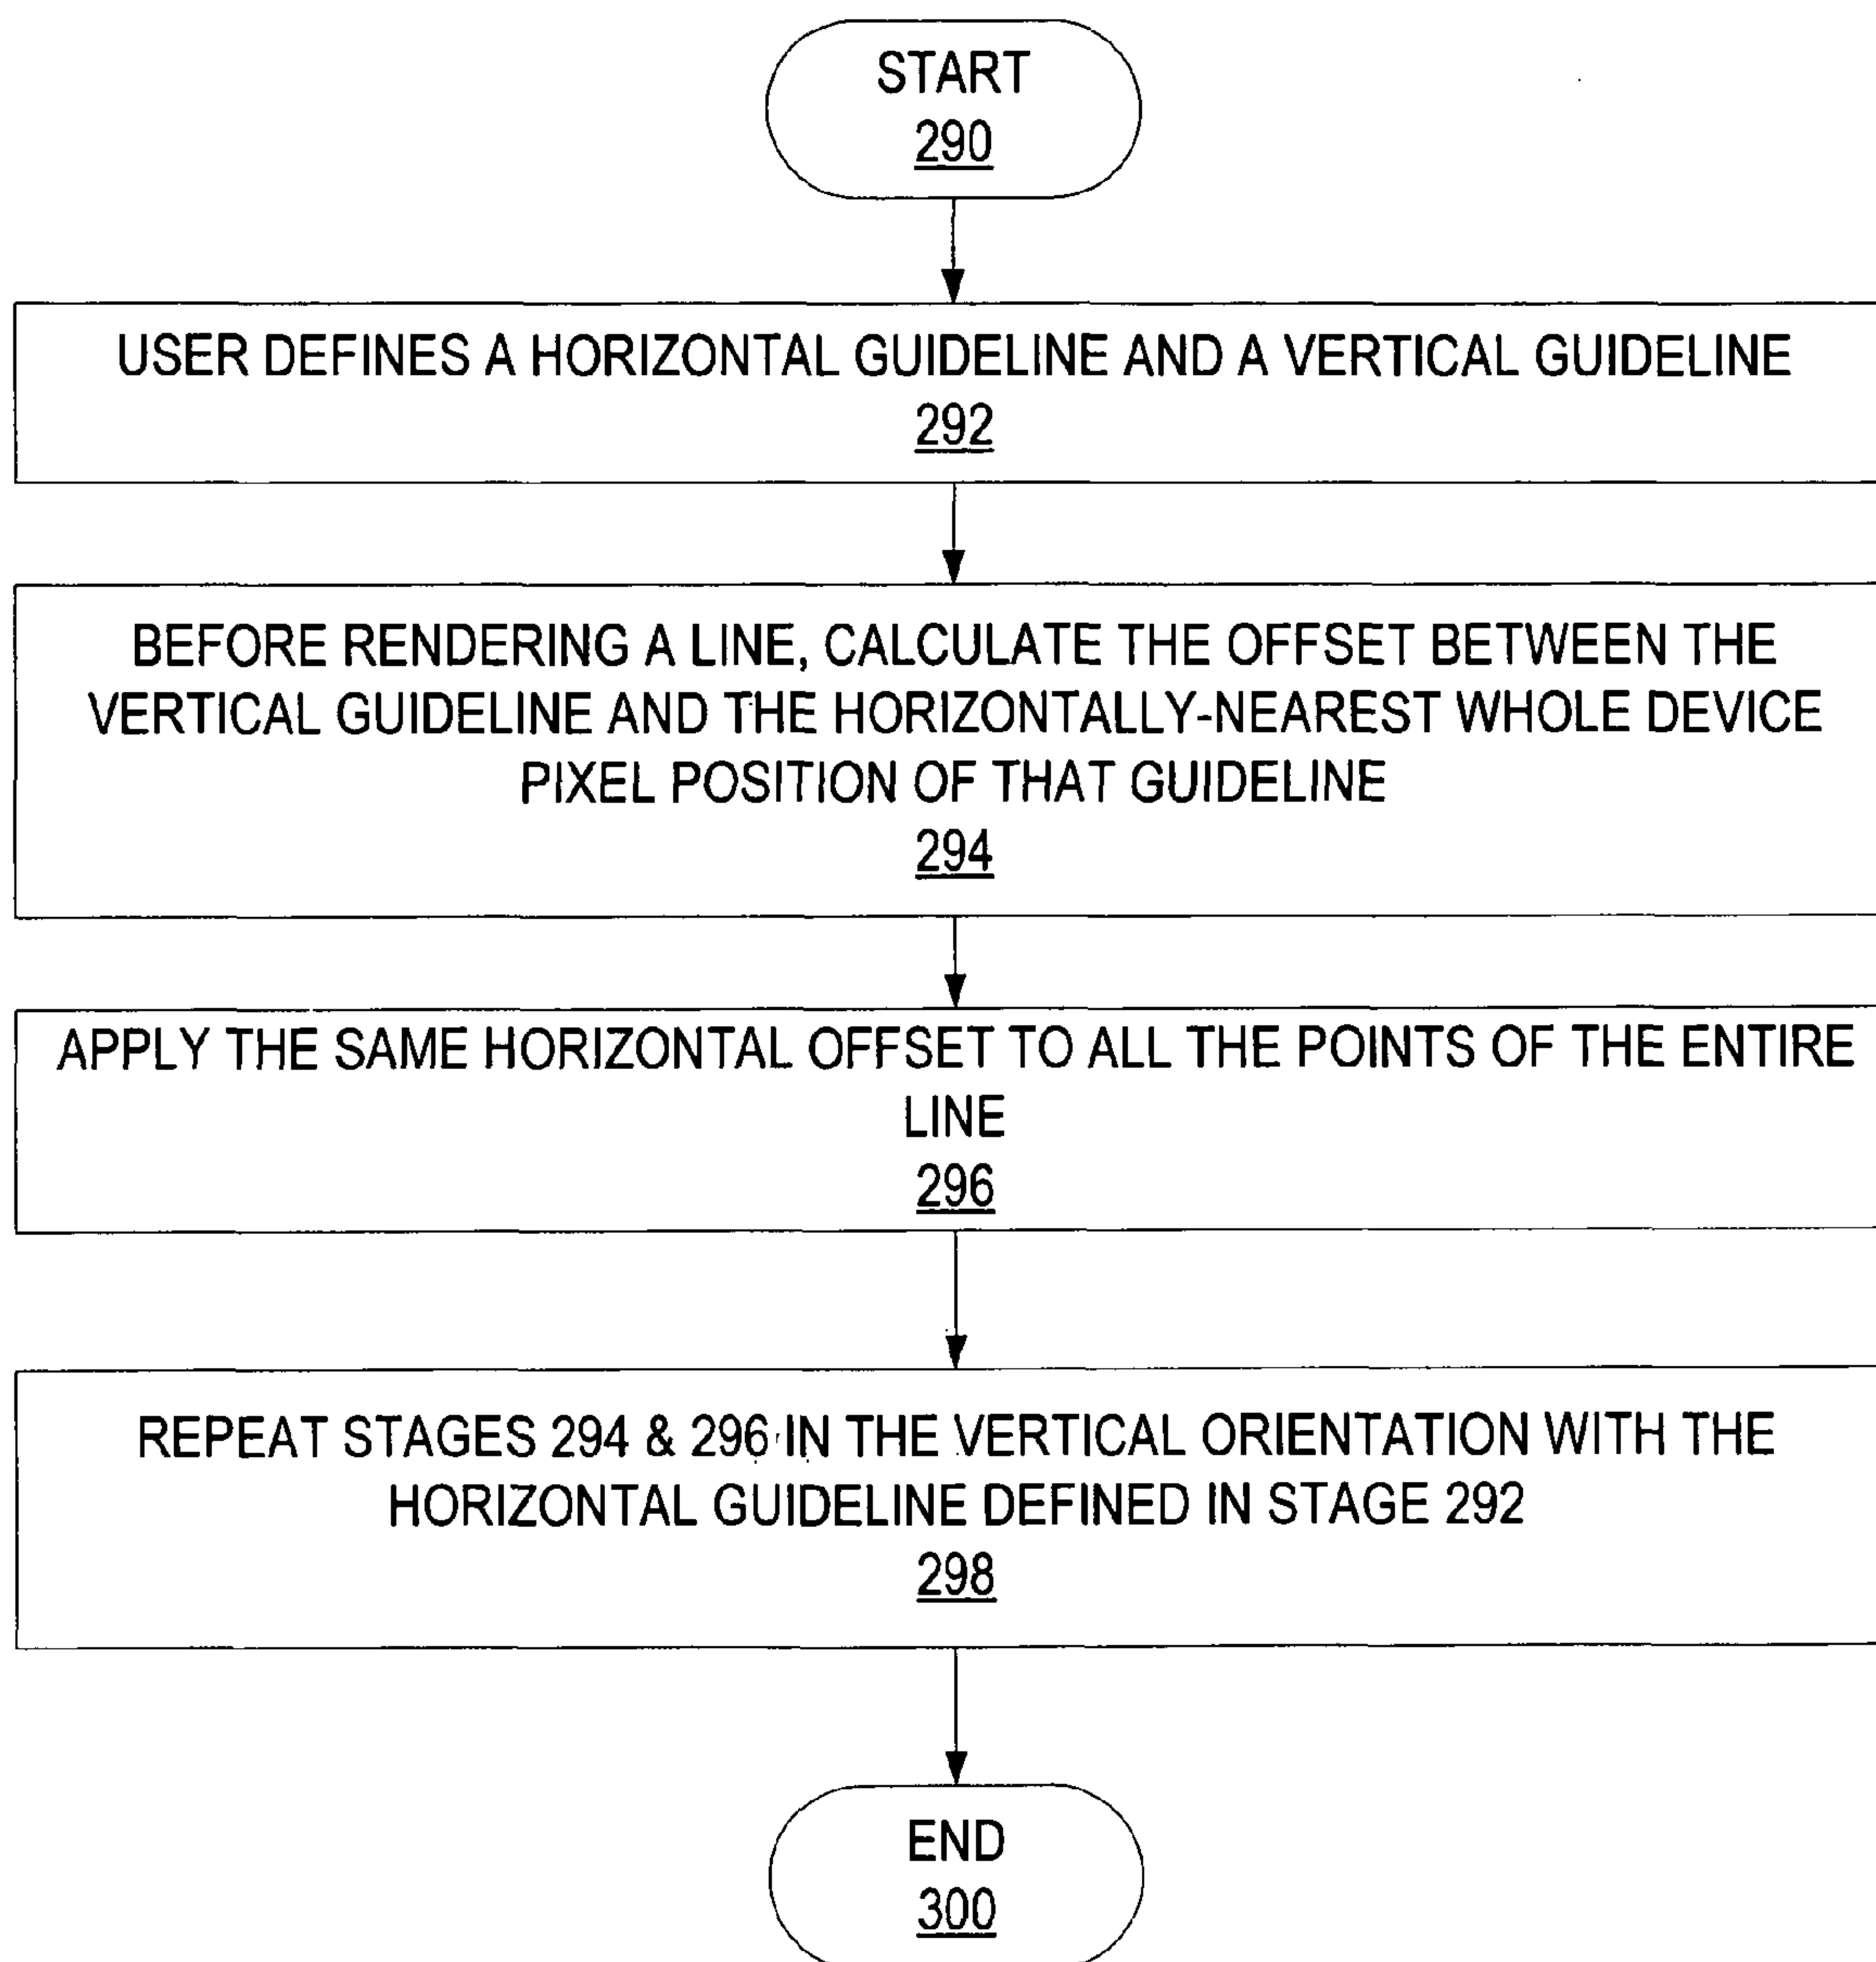 START
290
USER DEFINES A HORIZONTAL GUIDELINE AND A VERTICAL GUIDELINE
292
BEFORE RENDERING A LINE, CALCULATE THE OFFSET BETWEEN THE
VERTICAL GUIDELINE AND THE HORIZONTALLY-NEAREST WHOLE DEVICE
PIXEL POSITION OF THAT GUIDELINE
294
APPLY THE SAME HORIZONTAL OFFSET TO ALL THE POINTS OF THE ENTIRE
LINE
296
REPEAT STAGES 294 & 296 IN THE VERTICAL ORIENTATION WITH THE
HORIZONTAL GUIDELINE DEFINED IN STAGE 292
298
END
300